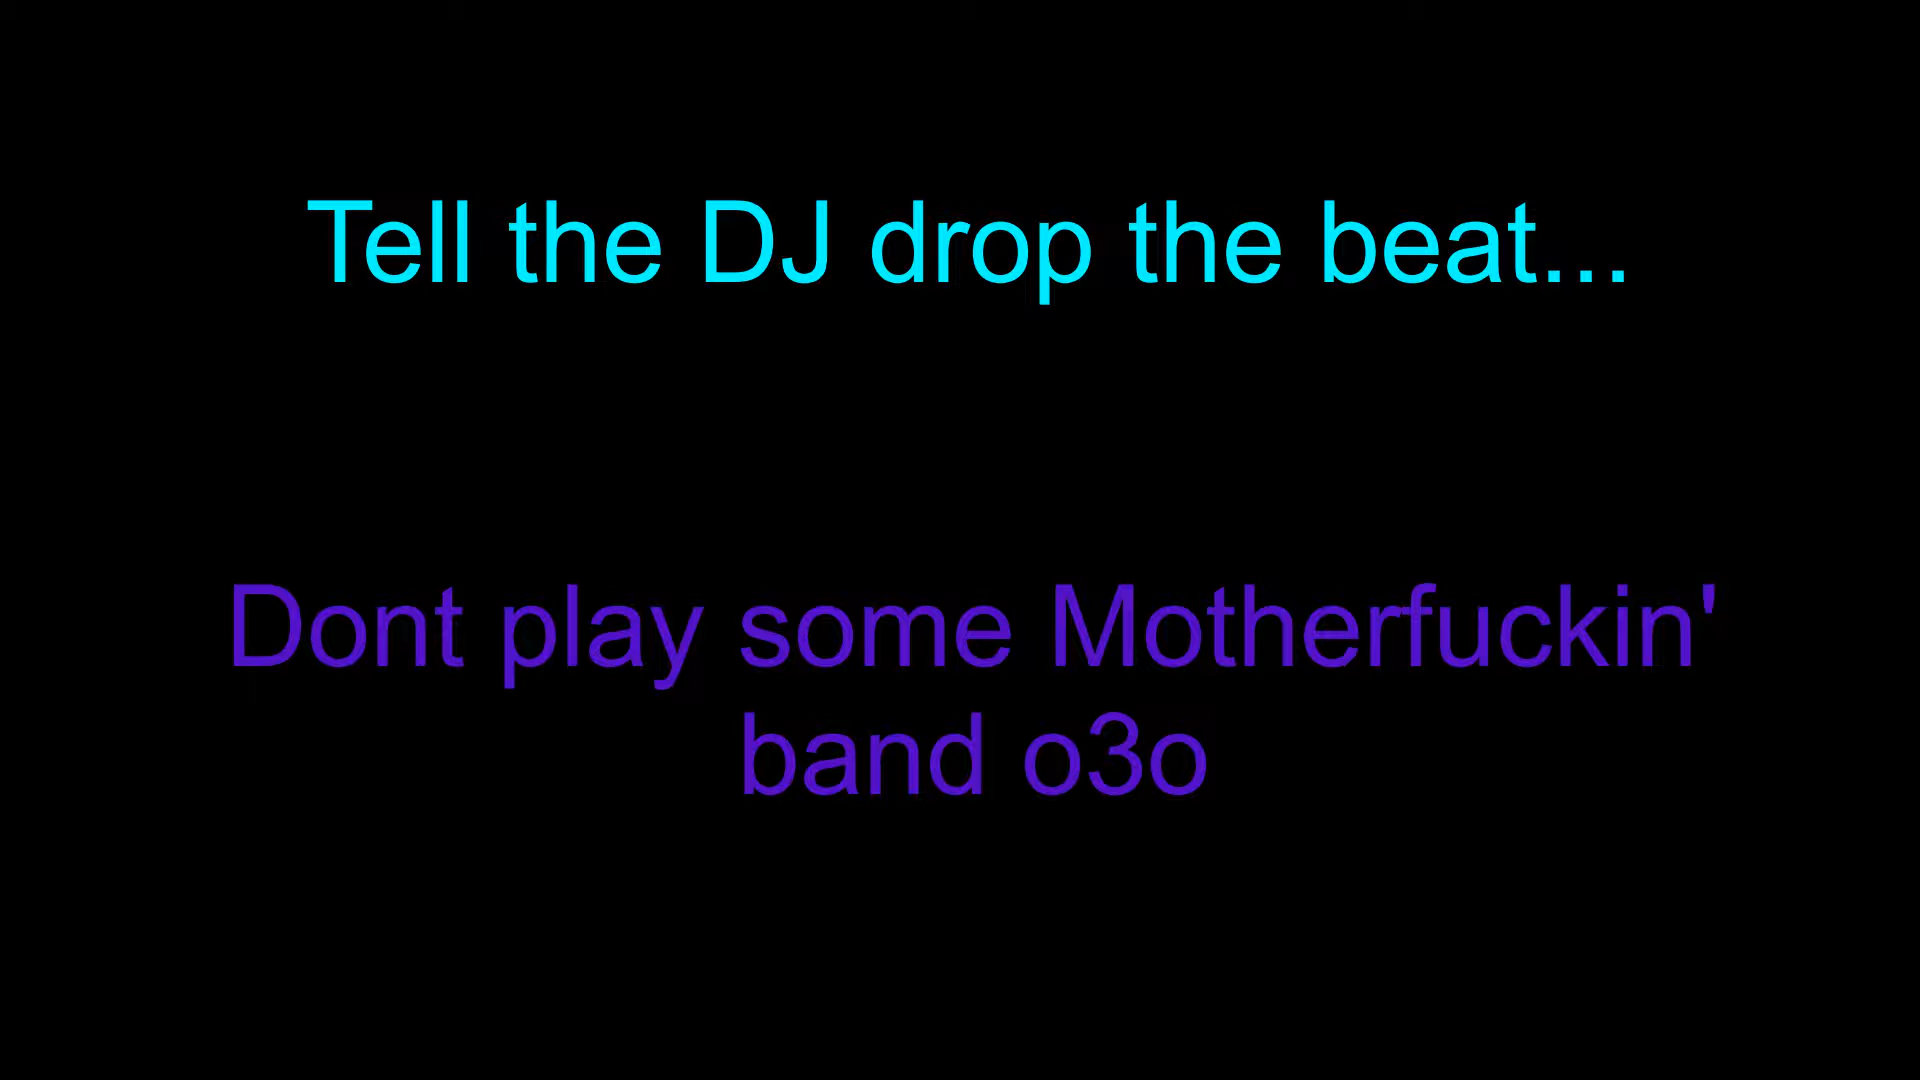 Tell the DJ drop the beat...
Dont play some Motherfuckin'
band o3o